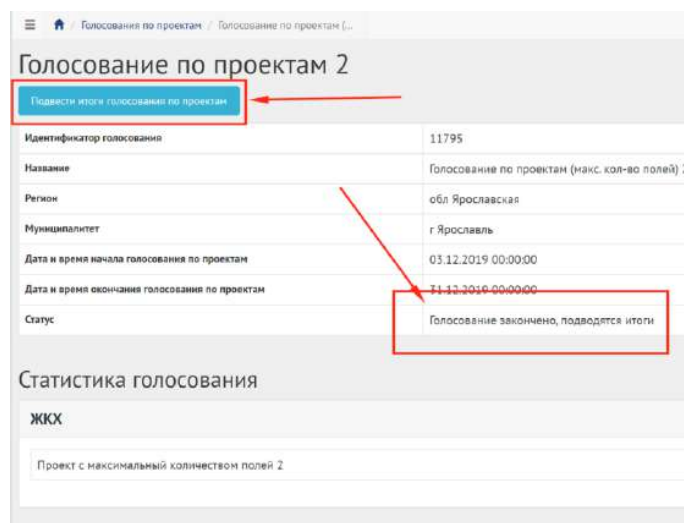 Голосования по проектам / Голосование по проектам (...
Голосование по проектам 2
Подвести итоги голосования по проектам
Идентификатор голосования 11795
Название Голосование по проектам (макс. кол-во полей) 2
Регион обл Ярославская
Муниципалитет г Ярославль
Дата и время начала голосования по проектам 03.12.2019 00:00:00
Дата и время окончания голосования по проектам 31.12.2019 00:00:00
Статус Голосование закончено, подводятся итоги
Статистика голосования
ЖКХ
Проект с максимальный количеством полей 2